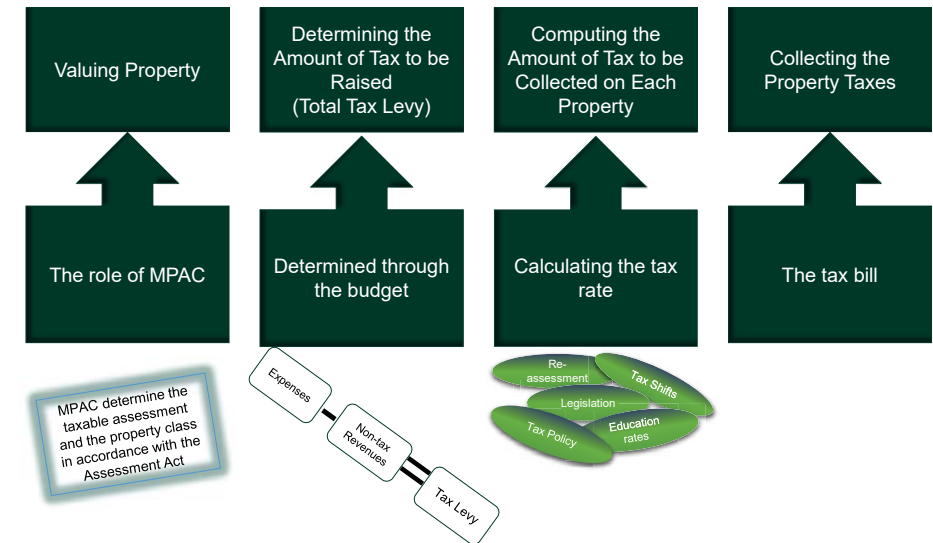 Valuing Property
Determining the
Amount of Tax to be
Raised
(Total Tax Levy)
Computing the
Amount of Tax to be
Collected on Each
Property
Collecting the
Property Taxes
The role of MPAC
Determined through
the budget
Calculating the tax
rate
The tax bill
MPAC determine the
taxable assessment
and the property class
in accordance with the
Assessment Act
Expenses
Non-tax
Revenues
Tax Levy
Re-
assessment
Tax Shifts
Legislation
Tax Policy
Education
rates